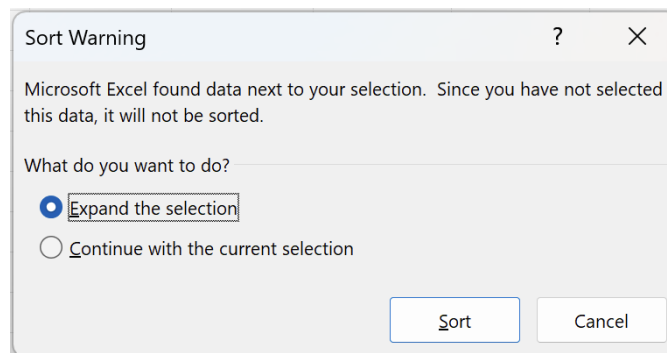 Sort Warning
?
Microsoft Excel found data next to your selection.  Since you have not selected
this data, it will not be sorted.
What do you want to do?
Expand the selection
Continue with the current selection
Sort
Cancel